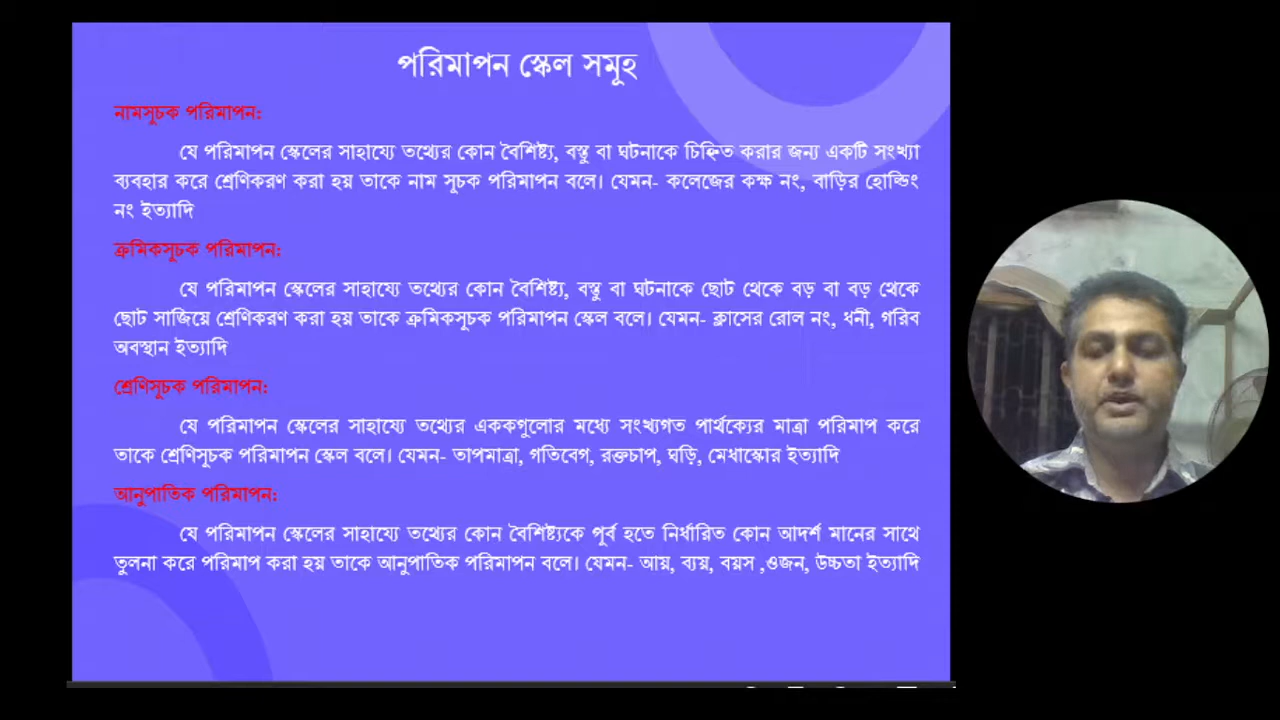 পরিমাপন স্কেল সমূহ
নামসূচক পরিমাপন:
যে পরিমাপন স্কেলের সাহায্যে তথ্যের কোন বৈশিষ্ট্য, বস্তু বা ঘটনাকে চিহ্নিত করার জন্য একটি সংখ্যা
ব্যবহার করে শ্রেণিকরণ করা হয় তাকে নাম সূচক পরিমাপন বলে। যেমন- কলেজের কক্ষ নং, বাড়ির হোল্ডিং
নং ইত্যাদি
ক্রমিকসূচক পরিমাপন:
যে পরিমাপন স্কেলের সাহায্যে তথ্যের কোন বৈশিষ্ট্য, বস্তু বা ঘটনাকে ছোট থেকে বড় বা বড় থেকে
ছোট সাজিয়ে শ্রেণিকরণ করা হয় তাকে ক্রমিকসূচক পরিমাপন স্কেল বলে। যেমন- ক্লাসের রোল নং, ধনী, গরিব
অবস্থান ইত্যাদি
শ্রেণিসূচক পরিমাপন:
যে পরিমাপন স্কেলের সাহায্যে তথ্যের এককগুলোর মধ্যে সংখ্যগত পার্থক্যের মাত্রা পরিমাপ করে
তাকে শ্রেণিসূচক পরিমাপন স্কেল বলে। যেমন- তাপমাত্রা, গতিবেগ, রক্তচাপ, ঘড়ি, মেধাস্কোর ইত্যাদি
আনুপাতিক পরিমাপন:
যে পরিমাপন স্কেলের সাহায্যে তথ্যের কোন বৈশিষ্ট্যকে পূর্ব হতে নির্ধারিত কোন আদর্শ মানের সাথে
তুলনা করে পরিমাপ করা হয় তাকে আনুপাতিক পরিমাপন বলে। যেমন- আয়, ব্যয়, বয়স ,ওজন, উচ্চতা ইত্যাদি